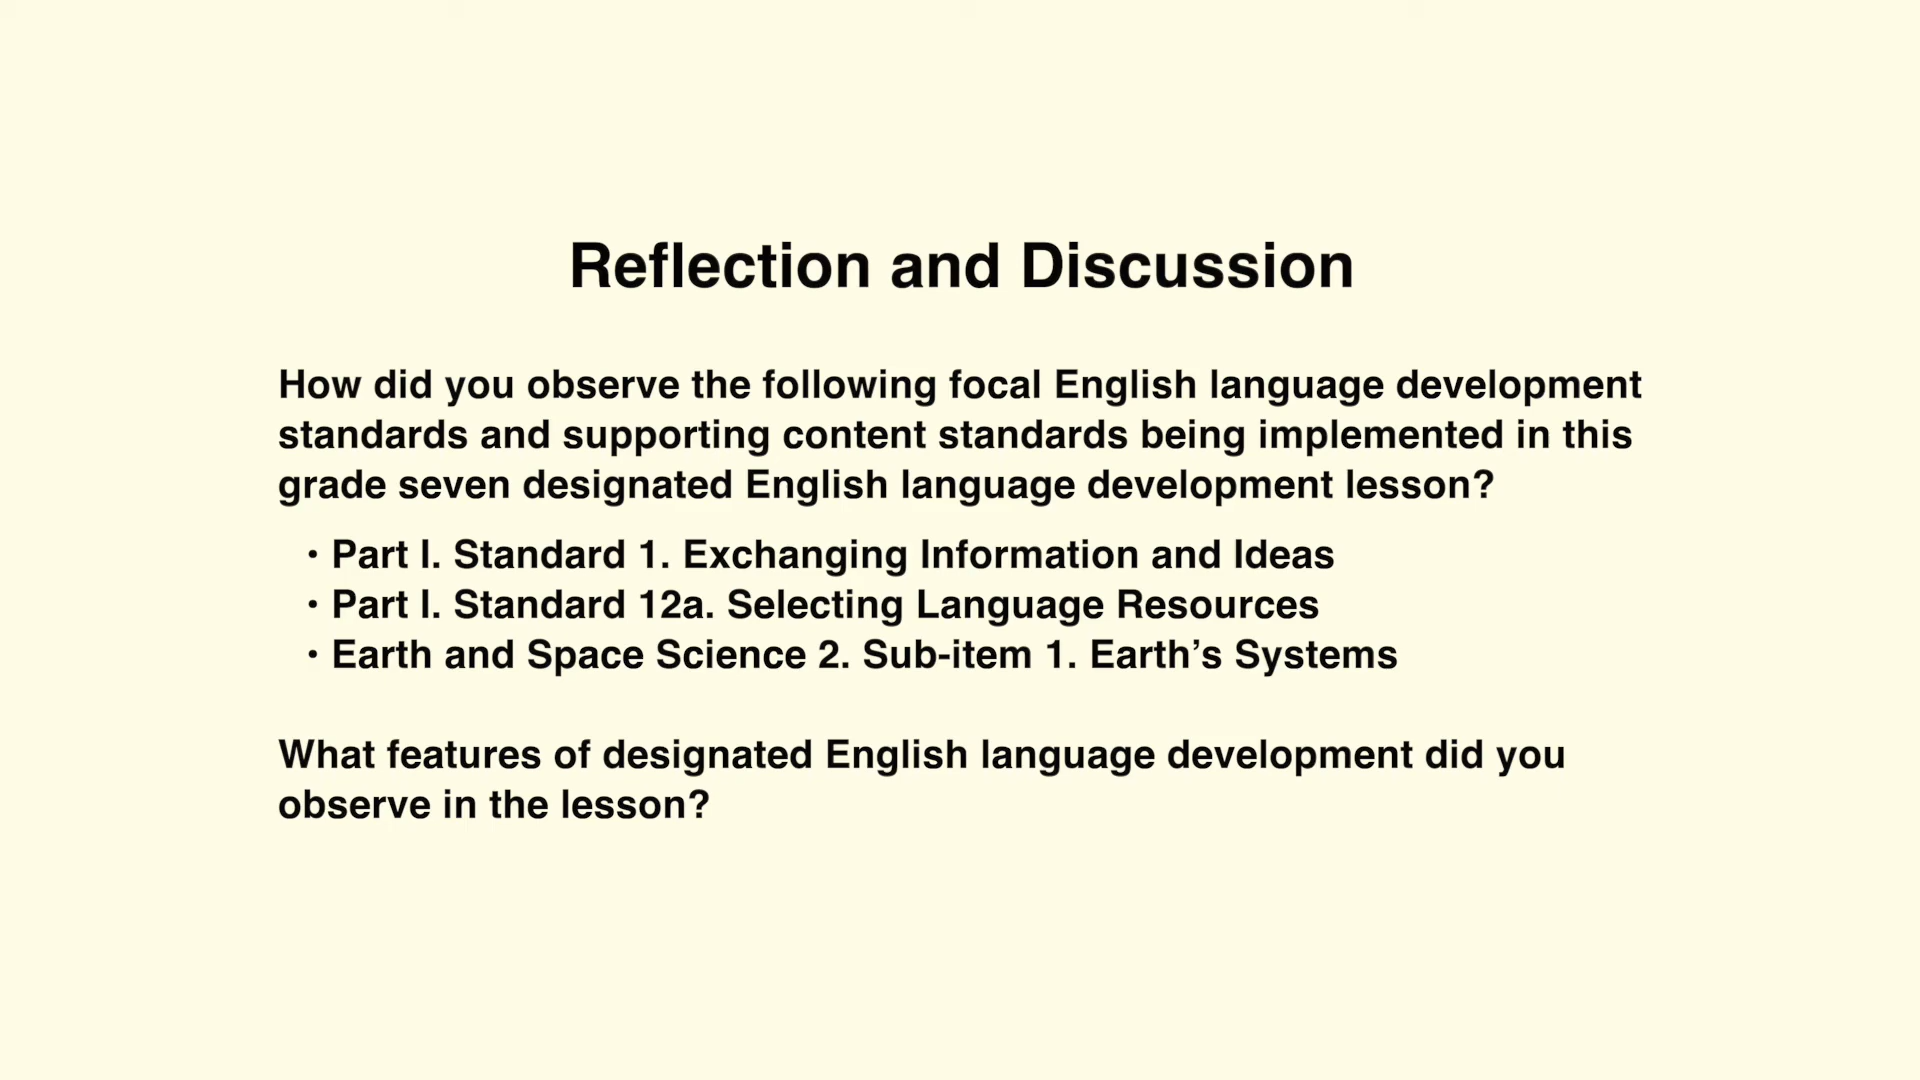 Reflection and Discussion
How did you observe the following focal English language development
standards and supporting content standards being implemented in this
grade seven designated English language development lesson?
• Part I. Standard 1. Exchanging Information and Ideas
• Part I. Standard 12a. Selecting Language Resources
• Earth and Space Science 2. Sub-item 1. Earth’s Systems
What features of designated English language development did you
observe in the lesson?